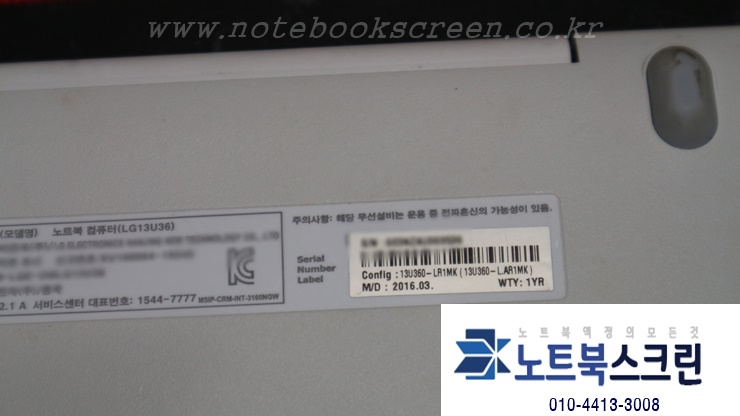 www.notebookscreen.co.kr
(모델명) 노트북 컴퓨터(LG13U36)
2.1 A 서비스센터 대표번호: 1544-7777 MSIP-CRM-INT-3160NGW
주의사항: 해당 무선설비는 운용 중 전파혼신의 가능성이 있음.
Serial
Number
Label
S/N
Config : 13U360-LR1MK (13U360-L.AR1MK)
M/D : 2016.03. WTY: 1YR
노트북액정의모든것
노트북스크린
010-4413-3008